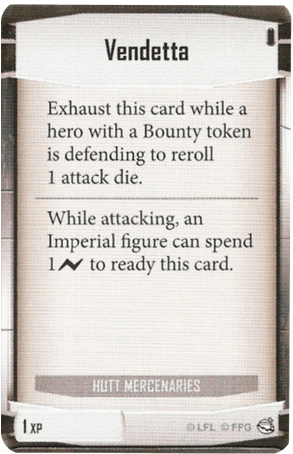 Vendetta
Exhaust this card while a
hero with a Bounty token
is defending to reroll
1 attack die.
While attacking, an
Imperial figure can spend
1 to ready this card.
HUTT MERCENARIES
1 XP
© LFL © FFG